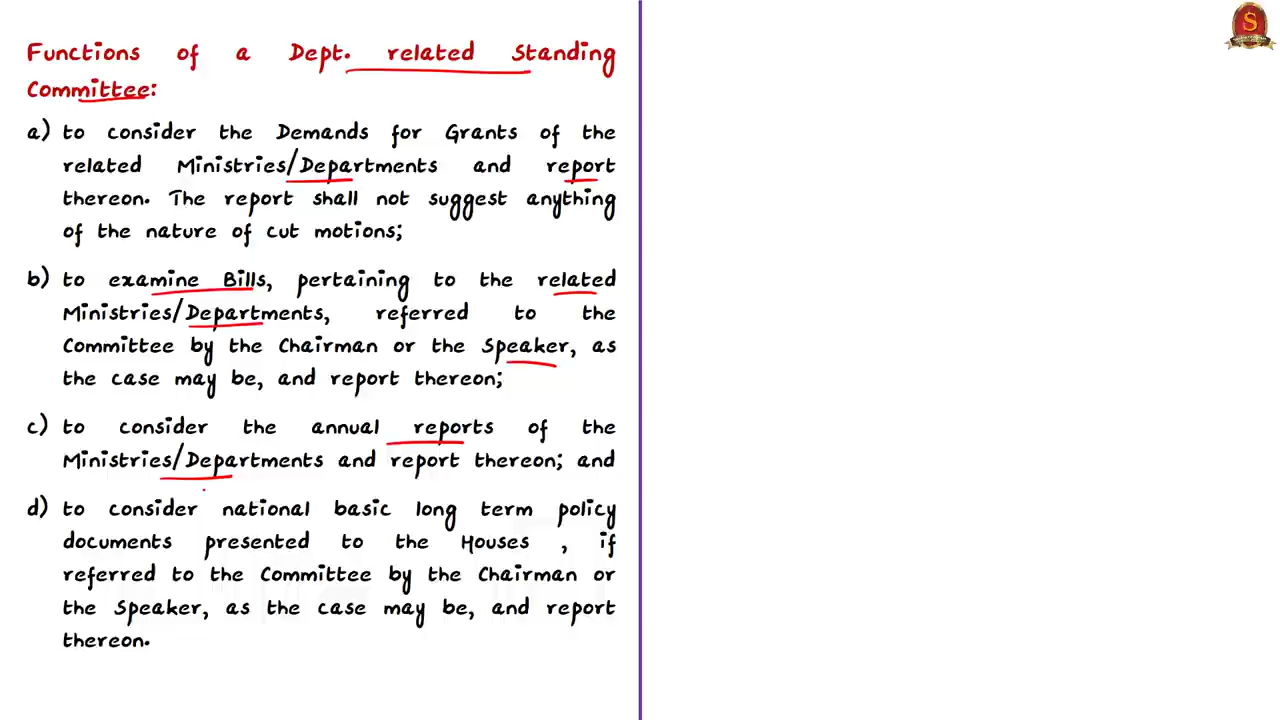 Functions of a Dept. related Standing
Committee:
a) to consider the Demands for Grants of the
related Ministries/Departments and report
thereon. The report shall not suggest anything
of the nature of cut motions;
b) to examine Bills, pertaining to the related
Ministries/Departments, referred to the
Committee by the Chairman or the Speaker, as
the case may be, and report thereon;
c) to consider the annual reports of the
Ministries/Departments and report thereon; and
d) to consider national basic long term policy
documents presented to the Houses , if
referred to the Committee by the Chairman or
the Speaker, as the case may be, and report
thereon.
S